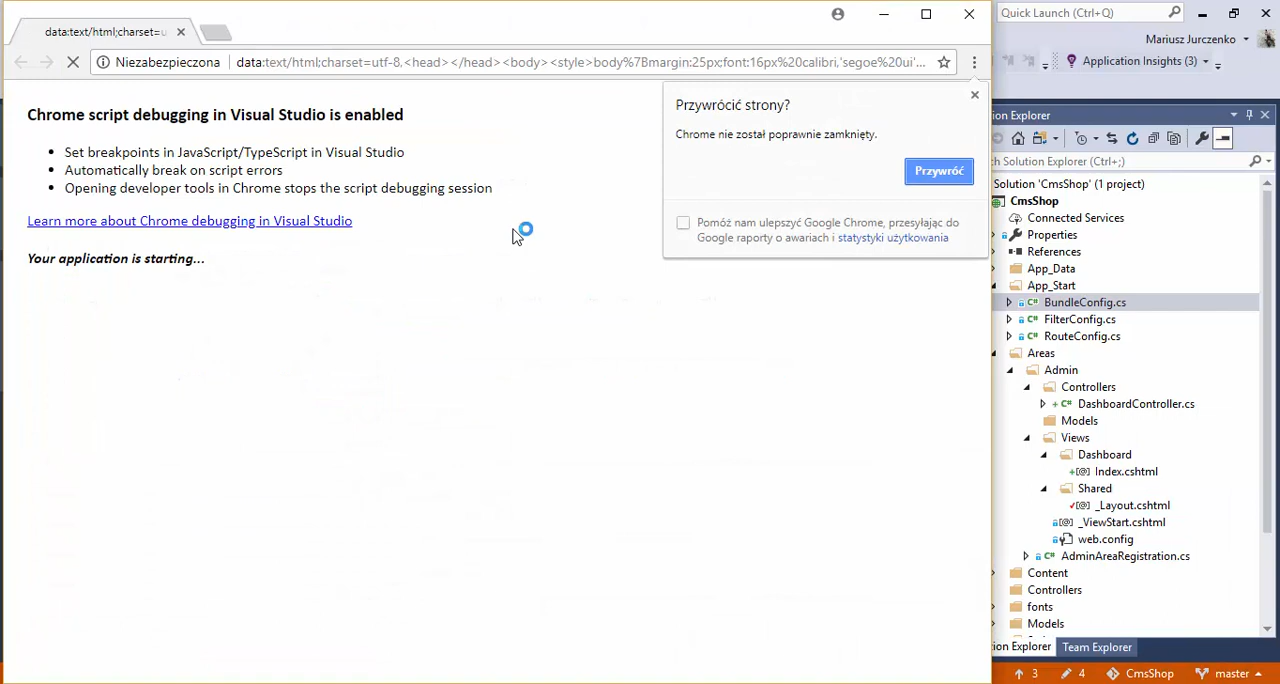 data:text/html;charset=u
Niezabezpieczona
data:text/html;charset=utf-8,<head></head><body><style>body%7Bmargin:25px;font:16px%20calibri,'segoe%20ui'...
Chrome script debugging in Visual Studio is enabled
• Set breakpoints in JavaScript/TypeScript in Visual Studio
• Automatically break on script errors
• Opening developer tools in Chrome stops the script debugging session
Learn more about Chrome debugging in Visual Studio
Your application is starting...
Przywrócić strony?
Chrome nie został poprawnie zamknięty.
Przywróć
Pomóż nam ulepszyć Google Chrome, przesyłając do
Google raporty o awariach i statystyki użytkowania
Quick Launch (Ctrl+Q)
Mariusz Jurczenko
Application Insights (3)
Explorer
Solution Explorer (Ctrl+;)
Solution 'CmsShop' (1 project)
CmsShop
Connected Services
Properties
References
App_Data
App_Start
BundleConfig.cs
FilterConfig.cs
RouteConfig.cs
Areas
Admin
Controllers
DashboardController.cs
Models
Views
Dashboard
Index.cshtml
Shared
_Layout.cshtml
_ViewStart.cshtml
web.config
AdminAreaRegistration.cs
Content
Controllers
fonts
Models
Explorer
Team Explorer
3
4
CmsShop
master